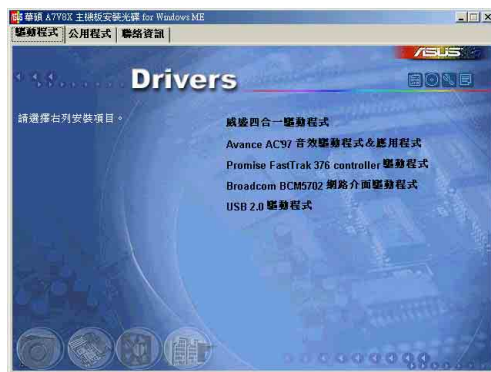 華碩 A7V8X 主機板安裝光碟 for Windows ME
驅動程式 公用程式 聯絡資訊
ASUS
Drivers
請選擇右列安裝項目。
威盛四合一驅動程式
Avance AC'97 音效驅動程式&應用程式
Promise FastTrak 376 controller 驅動程式
Broadcom BCM5702 網路介面驅動程式
USB 2.0 驅動程式